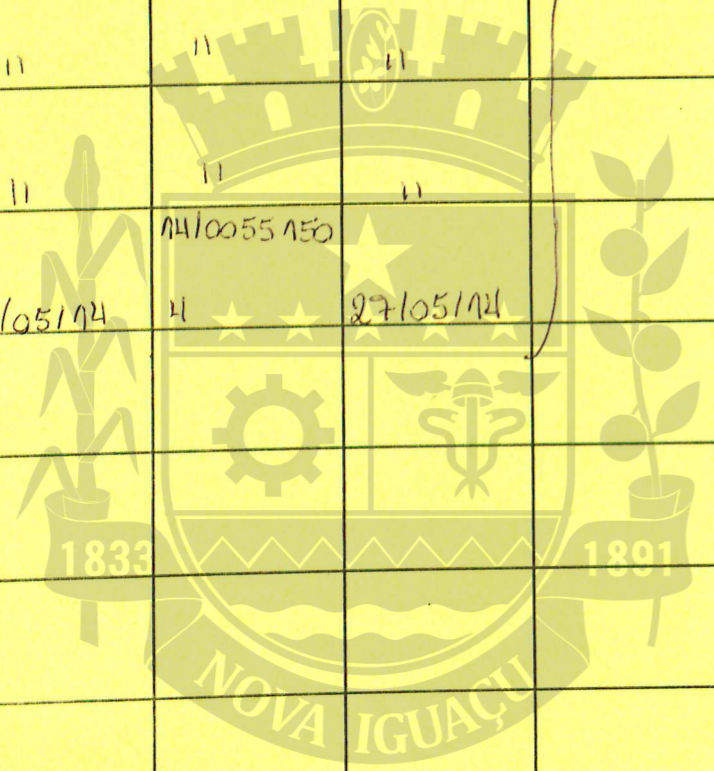 " " "
" " "
14/0055150
/05/14 4 27/05/14
1833 1891
NOVA IGUAÇU